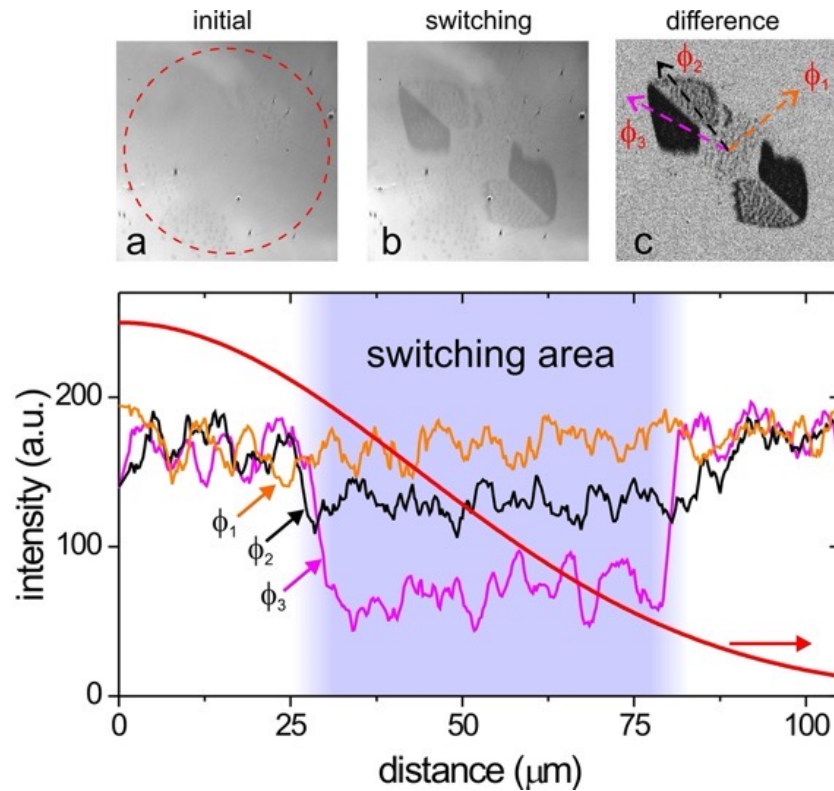 initial switching difference
ϕ2
ϕ1
ϕ3
a b c
switching area
200
100
0
ϕ1
ϕ2
ϕ3
intensity (a.u.)
0 25 50 75 100
distance (μm)